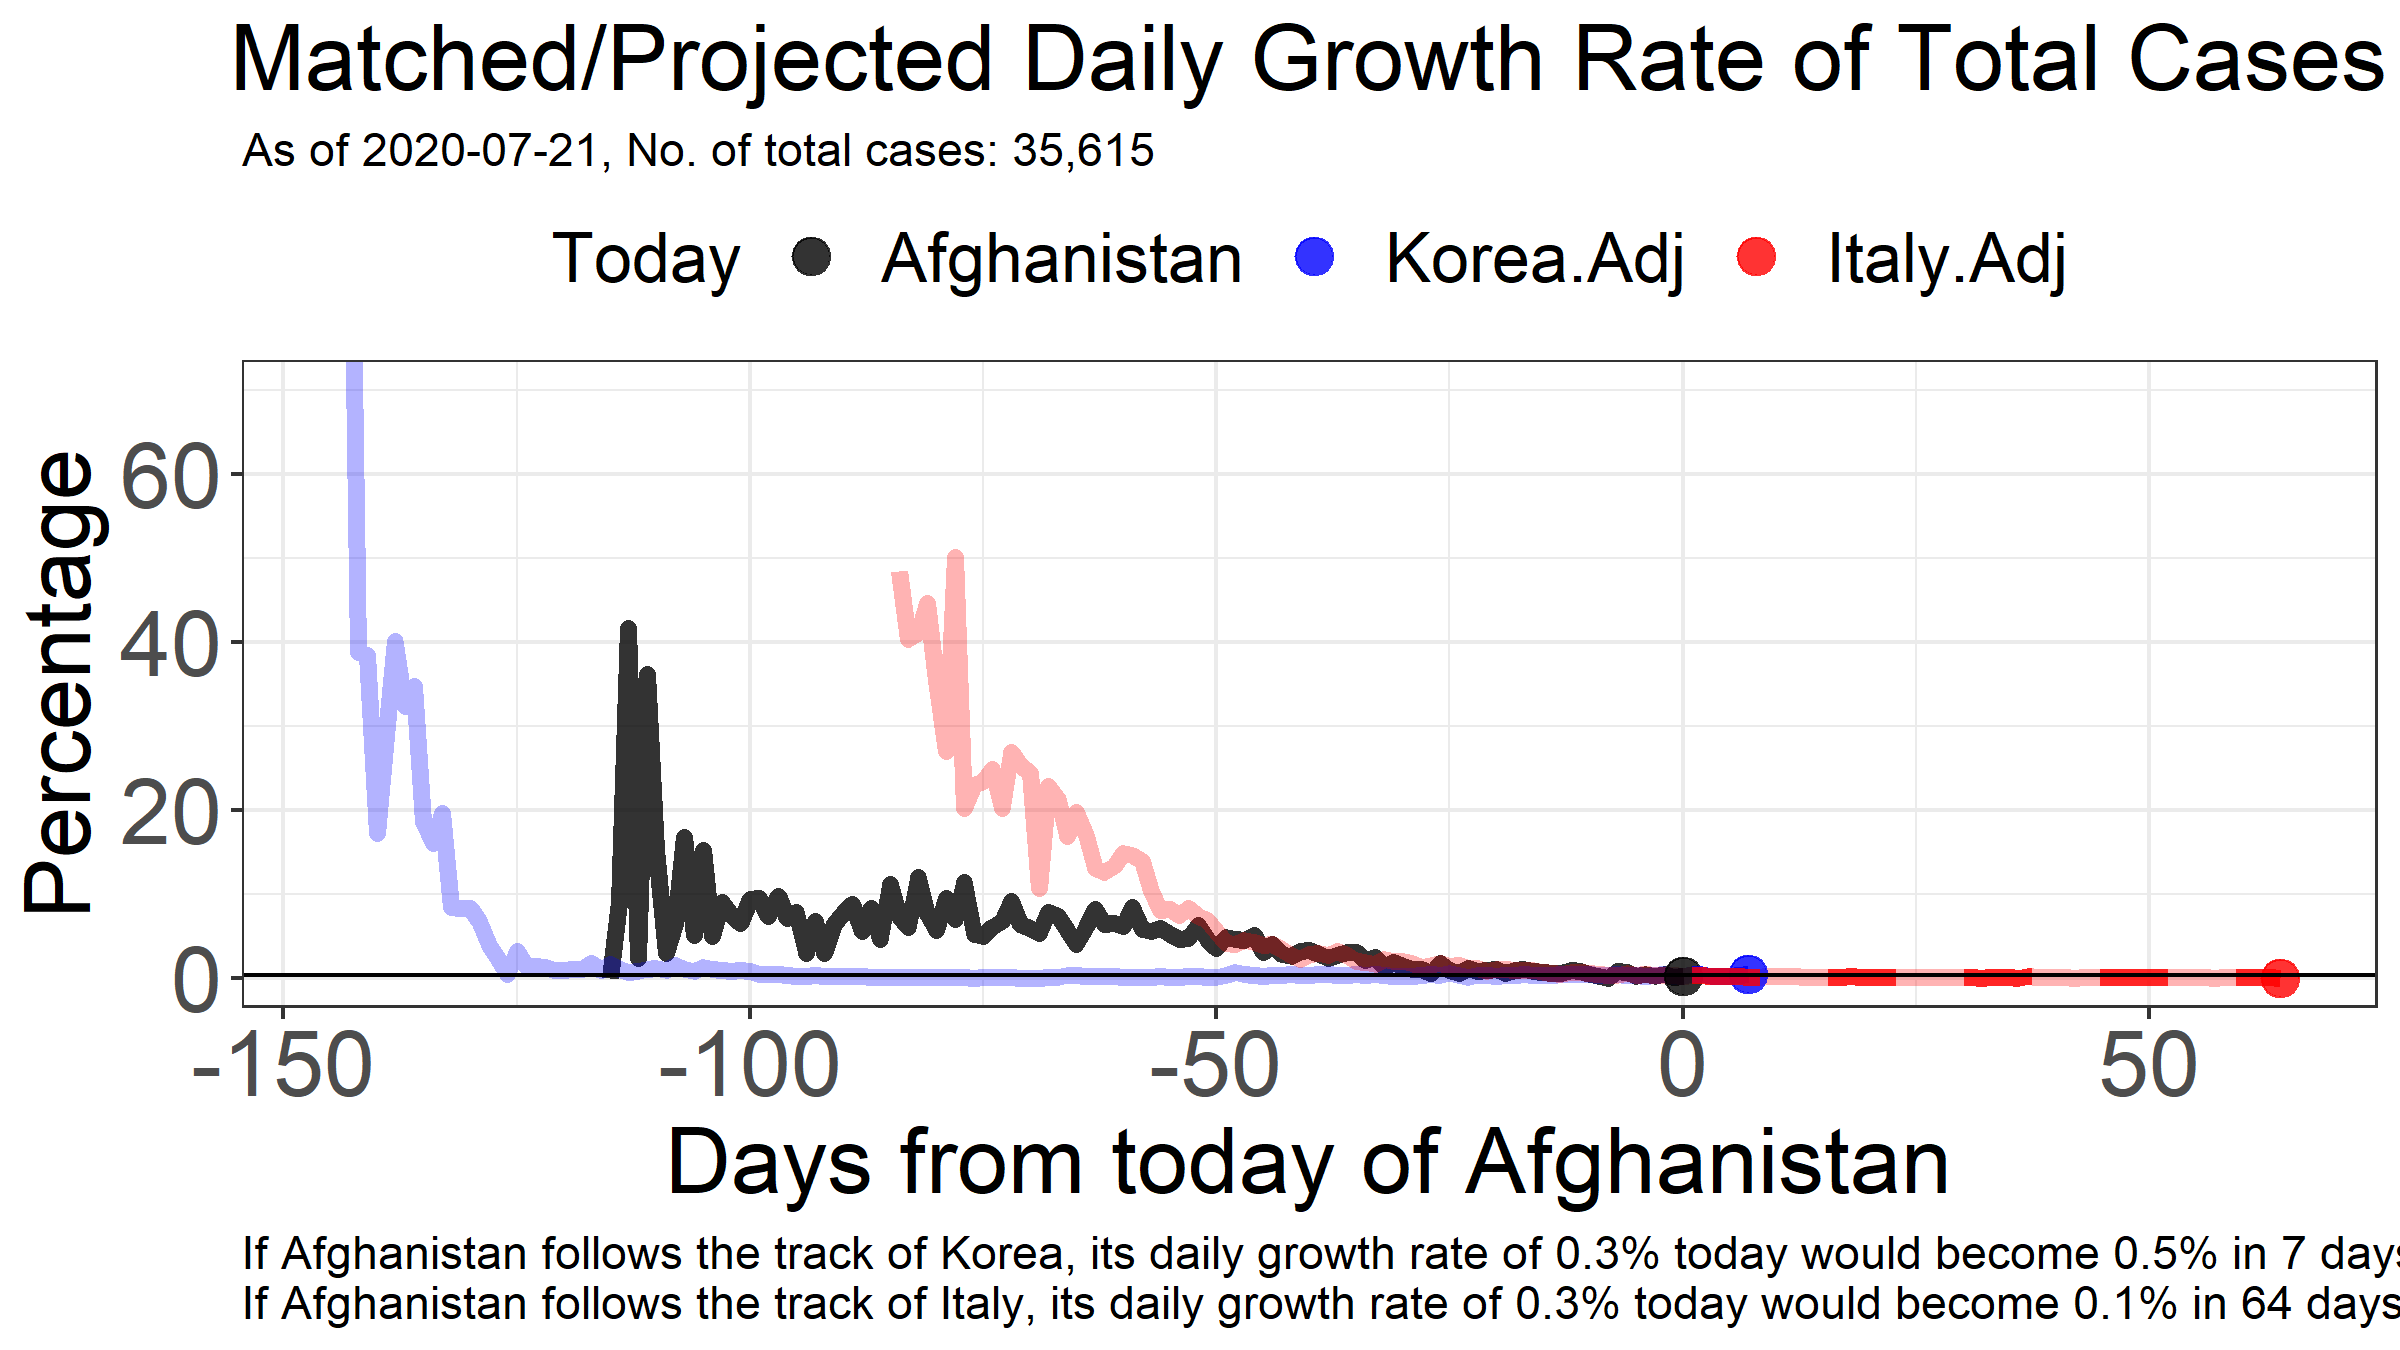 Matched/Projected Daily Growth Rate of Total Cases
As of 2020-07-21, No. of total cases: 35,615
Today Afghanistan Korea.Adj Italy.Adj
Percentage
60
40
20
0
-150 -100 -50 0 50
Days from today of Afghanistan
If Afghanistan follows the track of Korea, its daily growth rate of 0.3% today would become 0.5% in 7 days
If Afghanistan follows the track of Italy, its daily growth rate of 0.3% today would become 0.1% in 64 days